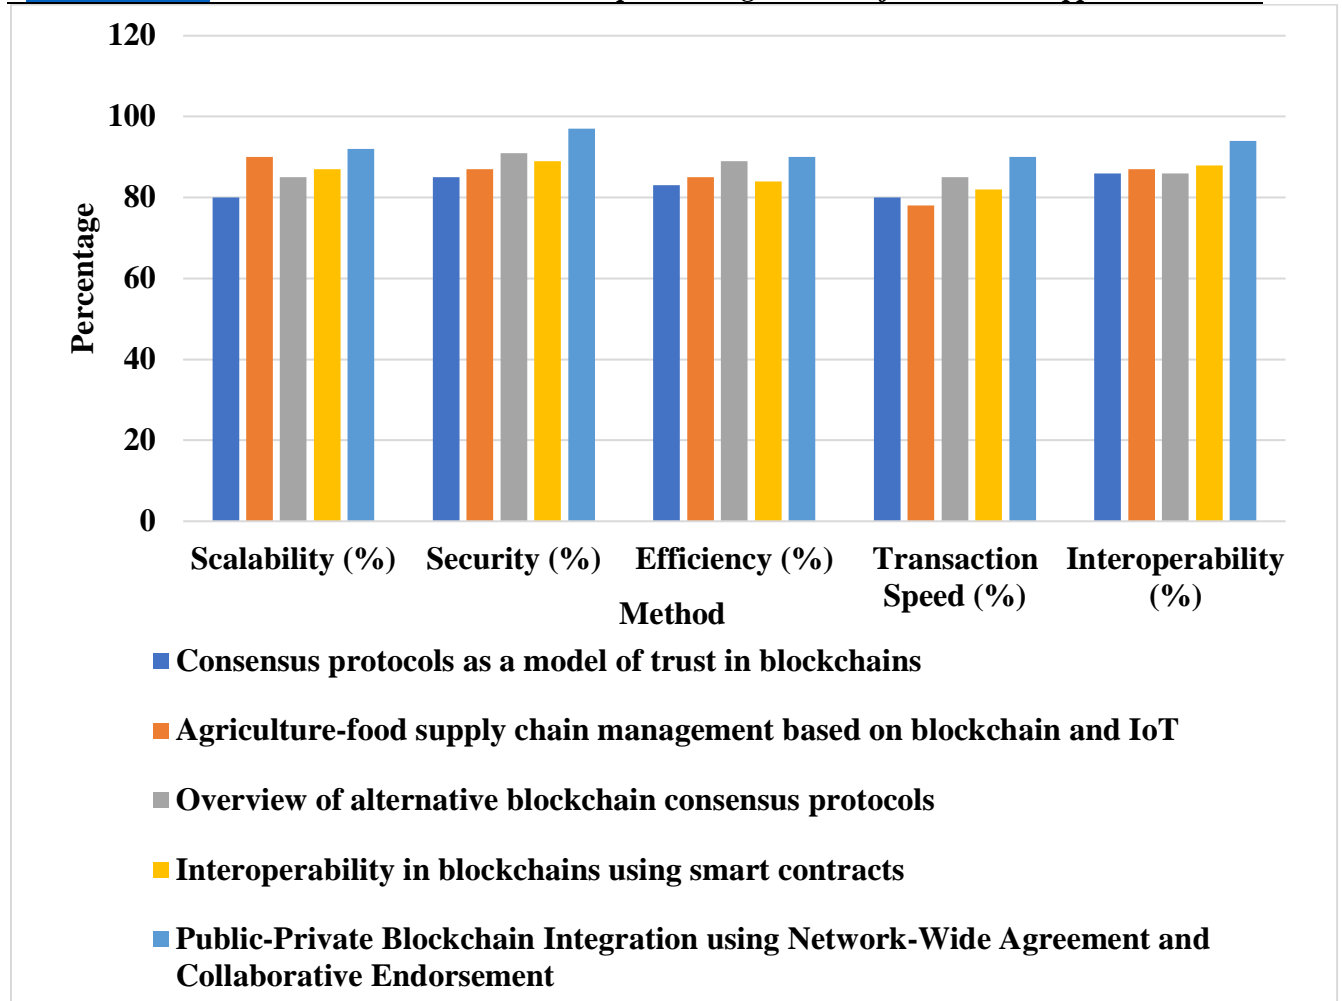 120
100
80
60
40
20
0
Percentage
Scalability (%) Security (%) Efficiency (%) Transaction Speed (%) Interoperability (%)
Method
Consensus protocols as a model of trust in blockchains
Agriculture-food supply chain management based on blockchain and IoT
Overview of alternative blockchain consensus protocols
Interoperability in blockchains using smart contracts
Public-Private Blockchain Integration using Network-Wide Agreement and
Collaborative Endorsement